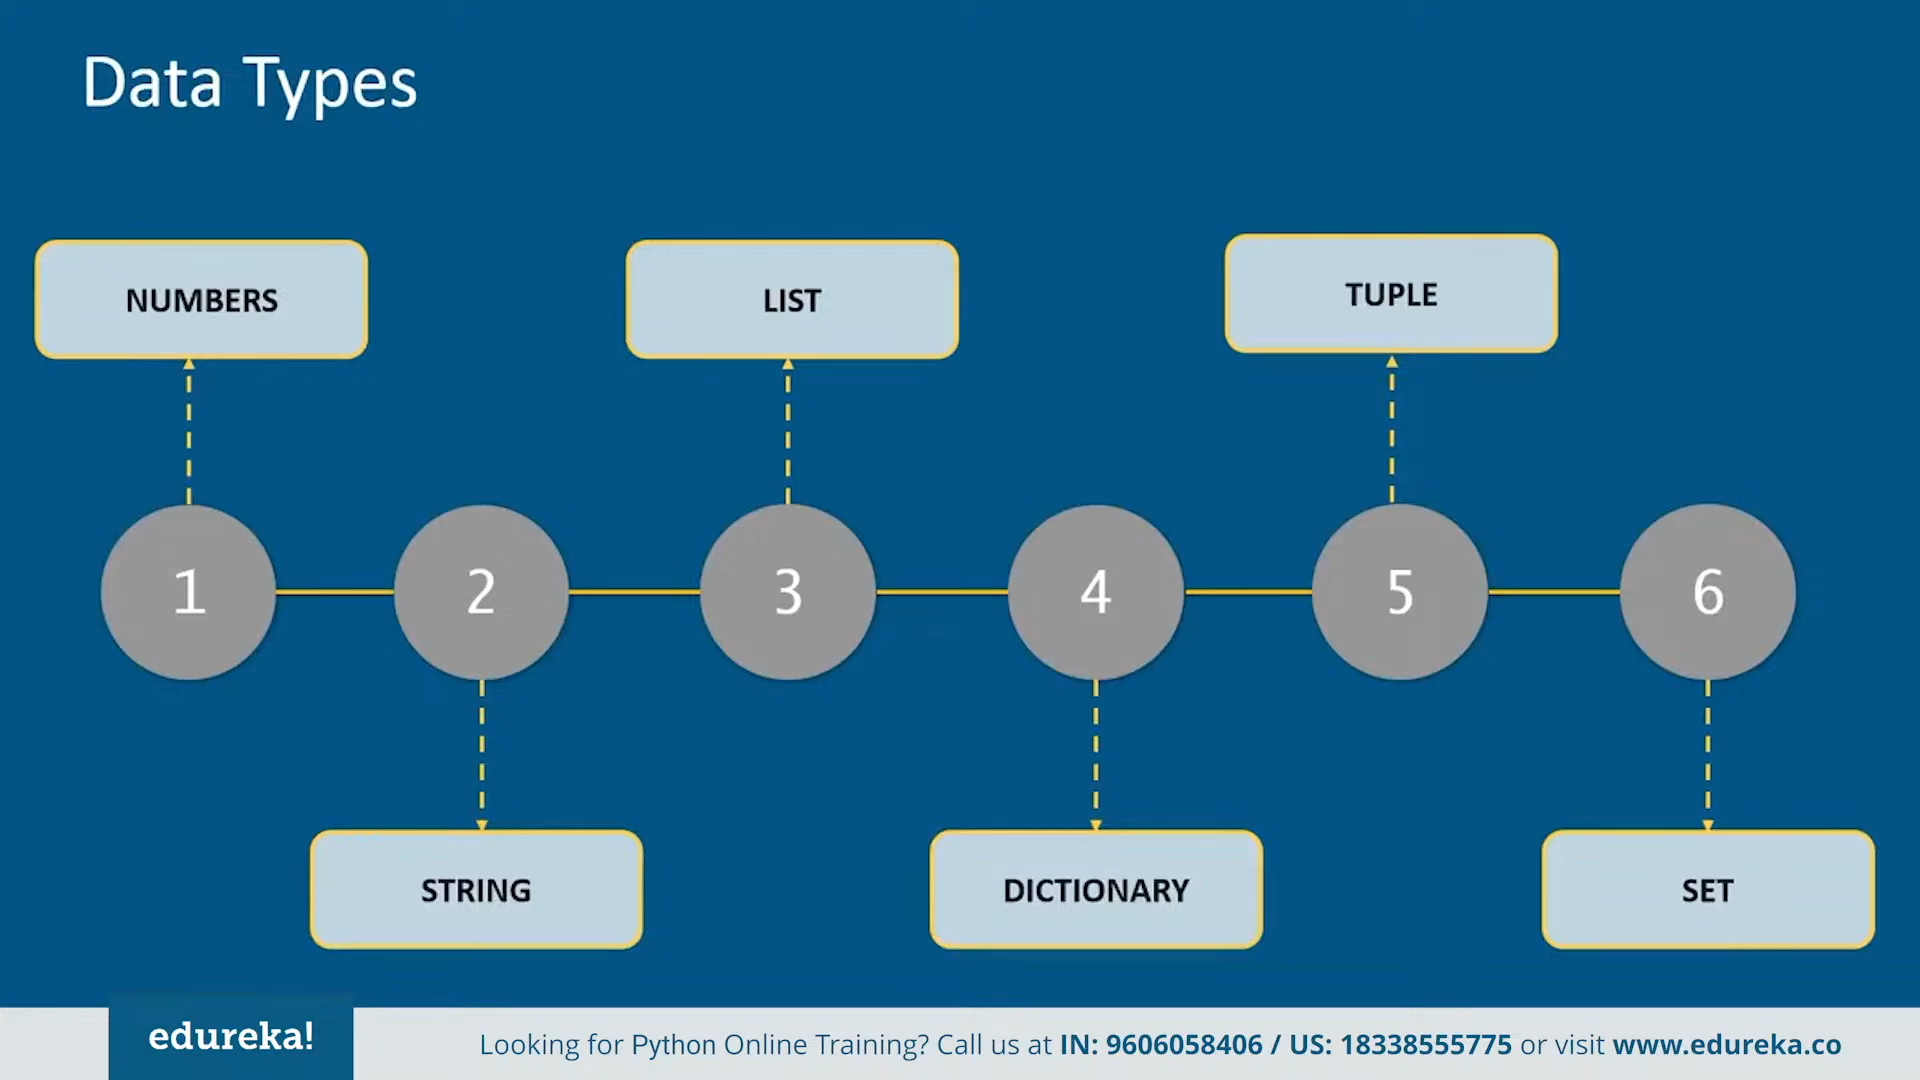 Data Types
NUMBERS
LIST
TUPLE
1
2
3
4
5
6
STRING
DICTIONARY
SET
edureka!
Looking for Python Online Training? Call us at IN: 9606058406 / US: 18338555775 or visit www.edureka.co